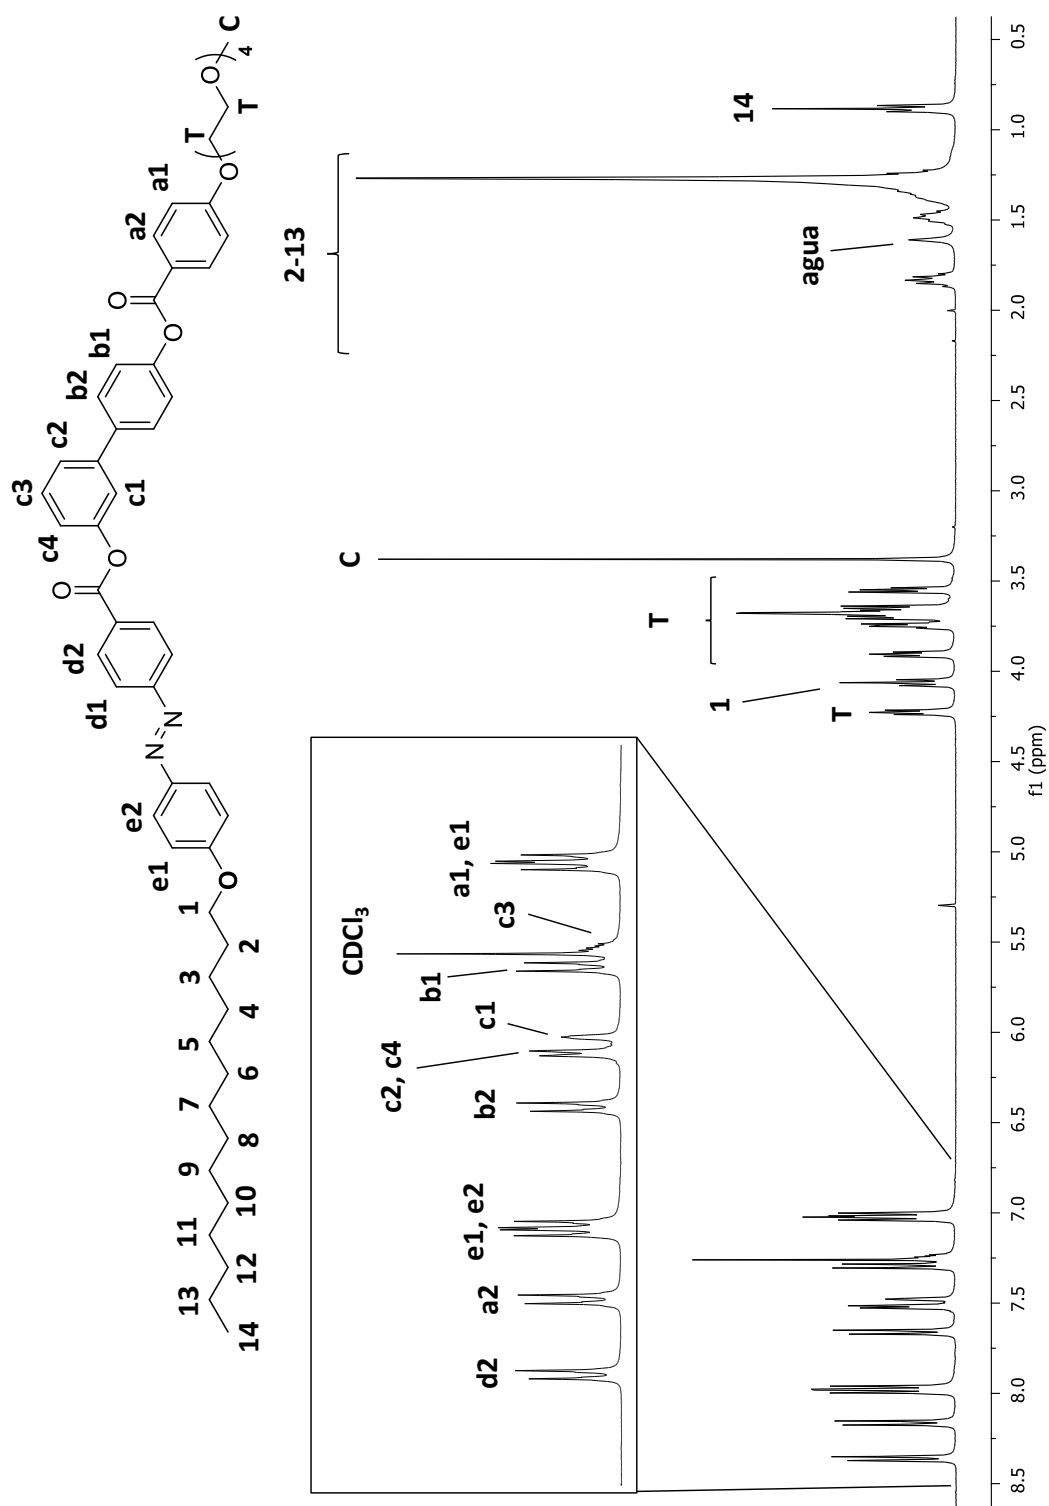 C
4
O
T
T
O
a1
a2
O
O
b1
b2
c2
c3
c1
c4
O
O
d2
d1
N
N
e2
e1
O
1
2
3
4
5
6
7
8
9
10
11
12
13
14
14
2-13
agua
C
T
1
T
a1, e1
c3
CDCl3
b1
c1
c2, c4
b2
e1, e2
a2
d2
8.5
8.0
7.5
7.0
6.5
6.0
5.5
5.0
4.5
4.0
3.5
3.0
2.5
2.0
1.5
1.0
0.5
f1 (ppm)